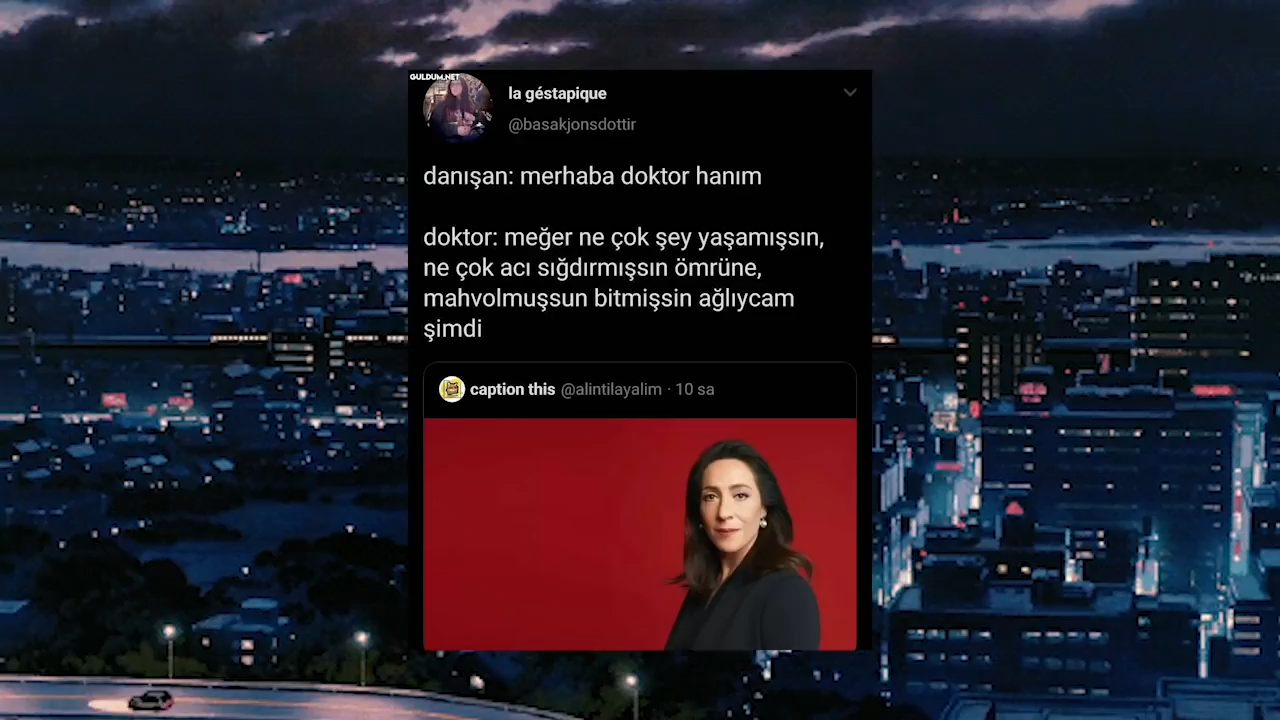 GULDUM.NET
la géstapique
@basakjonsdottir
danışan: merhaba doktor hanım
doktor: meğer ne çok şey yaşamışsın,
ne çok acı sığdırmışsın ömrüne,
mahvolmuşsun bitmişsin ağlıycam
şimdi
caption this @alintilayalim · 10 sa